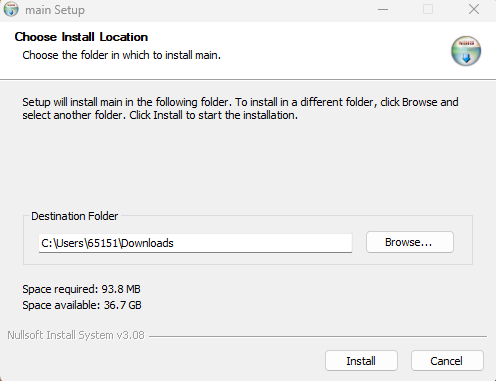 main Setup
Choose Install Location
Choose the folder in which to install main.
Setup will install main in the following folder. To install in a different folder, click Browse and
select another folder. Click Install to start the installation.
Destination Folder
C:\Users\65151\Downloads
Browse...
Space required: 93.8 MB
Space available: 36.7 GB
Nullsoft Install System v3.08
Install
Cancel